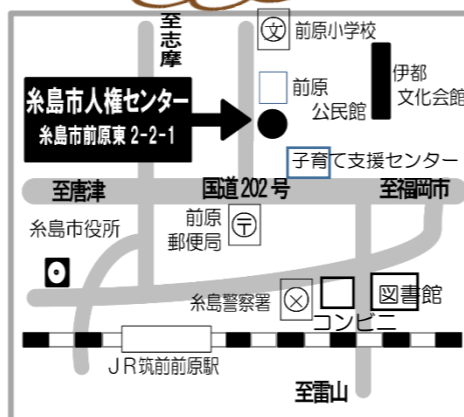 至志摩
文
前原小学校
糸島市人権センター
糸島市前原東 2-2-1
前原
公民館
伊都
文化会館
子育て支援センター
至唐津
国道202号
至福岡市
糸島市役所
前原
郵便局
〒
糸島警察署
図書館
コンビニ
JR筑前前原駅
至雷山